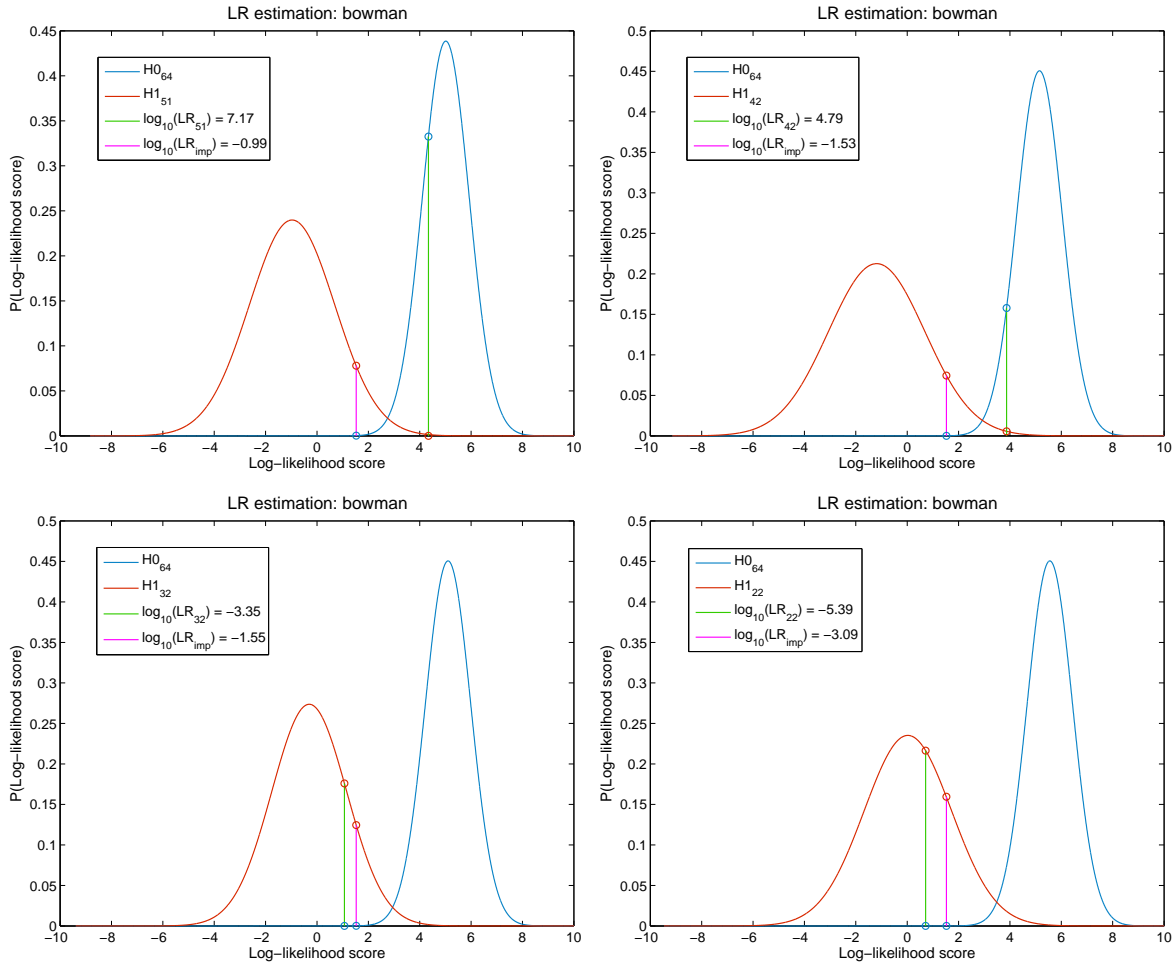 LR estimation: bowman
P(Log−likelihood score)
0.45
0.4
0.35
0.3
0.25
0.2
0.15
0.1
0.05
0
H0_64
H1_51
log_10(LR_51) = 7.17
log_10(LR_imp) = −0.99
−10 −8 −6 −4 −2 0 2 4 6 8 10
Log−likelihood score
LR estimation: bowman
P(Log−likelihood score)
0.5
0.45
0.4
0.35
0.3
0.25
0.2
0.15
0.1
0.05
0
H0_64
H1_42
log_10(LR_42) = 4.79
log_10(LR_imp) = −1.53
−10 −8 −6 −4 −2 0 2 4 6 8 10
Log−likelihood score
LR estimation: bowman
P(Log−likelihood score)
0.5
0.45
0.4
0.35
0.3
0.25
0.2
0.15
0.1
0.05
0
H0_64
H1_32
log_10(LR_32) = −3.35
log_10(LR_imp) = −1.55
−10 −8 −6 −4 −2 0 2 4 6 8 10
Log−likelihood score
LR estimation: bowman
P(Log−likelihood score)
0.5
0.45
0.4
0.35
0.3
0.25
0.2
0.15
0.1
0.05
0
H0_64
H1_22
log_10(LR_22) = −5.39
log_10(LR_imp) = −3.09
−10 −8 −6 −4 −2 0 2 4 6 8 10
Log−likelihood score